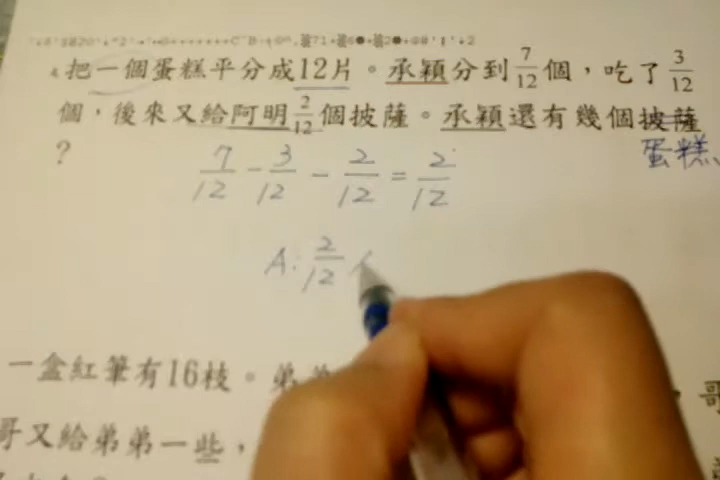 4. 把一個蛋糕平分成12片。承穎分到7/12個，吃了3/12
個，後來又給阿明2/12個披薩。承穎還有幾個披薩
？
蛋糕
7/12 - 3/12 - 2/12 = 2/12
A: 2/12
一盒紅筆有16枝。弟
，哥
哥又給弟弟一些，